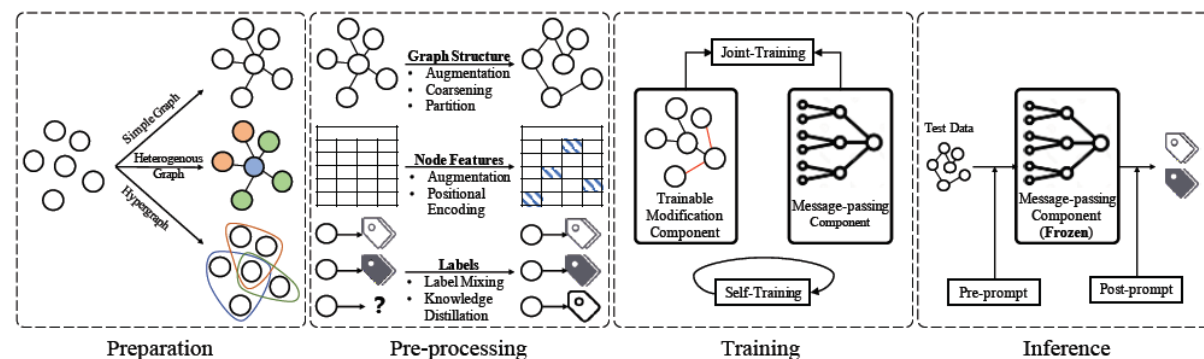 Simple Graph
Heterogenous
Graph
Hypergraph
Preparation
Graph Structure
• Augmentation
• Coarsening
• Partition
Node Features
• Augmentation
• Positional
Encoding
Labels
• Label Mixing
• Knowledge
Distillation
?
Pre-processing
Joint-Training
Trainable
Modification
Component
Message-passing
Component
Self-Training
Training
Test Data
Message-passing
Component
(Frozen)
Pre-prompt
Post-prompt
Inference